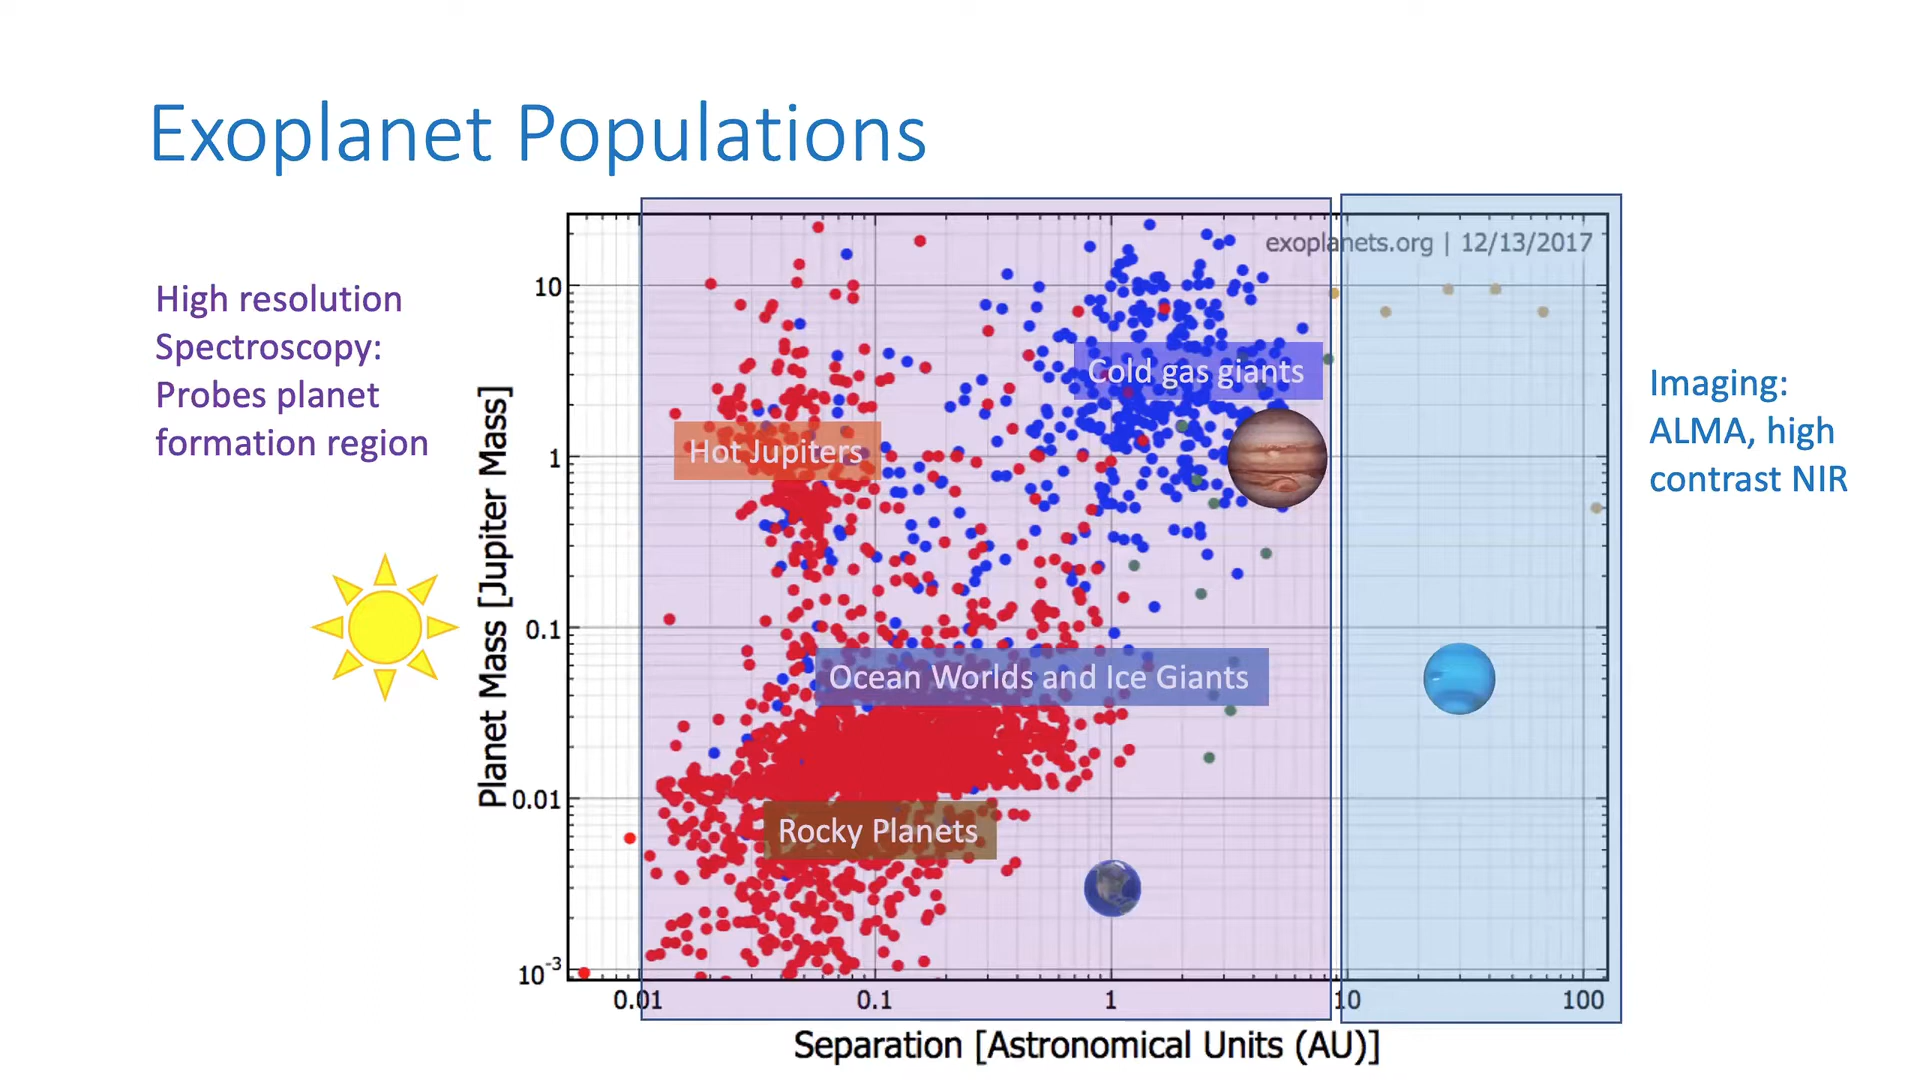 Exoplanet Populations
High resolution
Spectroscopy:
Probes planet
formation region
exoplanets.org | 12/13/2017
Cold gas giants
Hot Jupiters
Ocean Worlds and Ice Giants
Rocky Planets
Imaging:
ALMA, high
contrast NIR
Planet Mass [Jupiter Mass]
10
1
0.1
0.01
10-3
0.01 0.1 1 10 100
Separation [Astronomical Units (AU)]